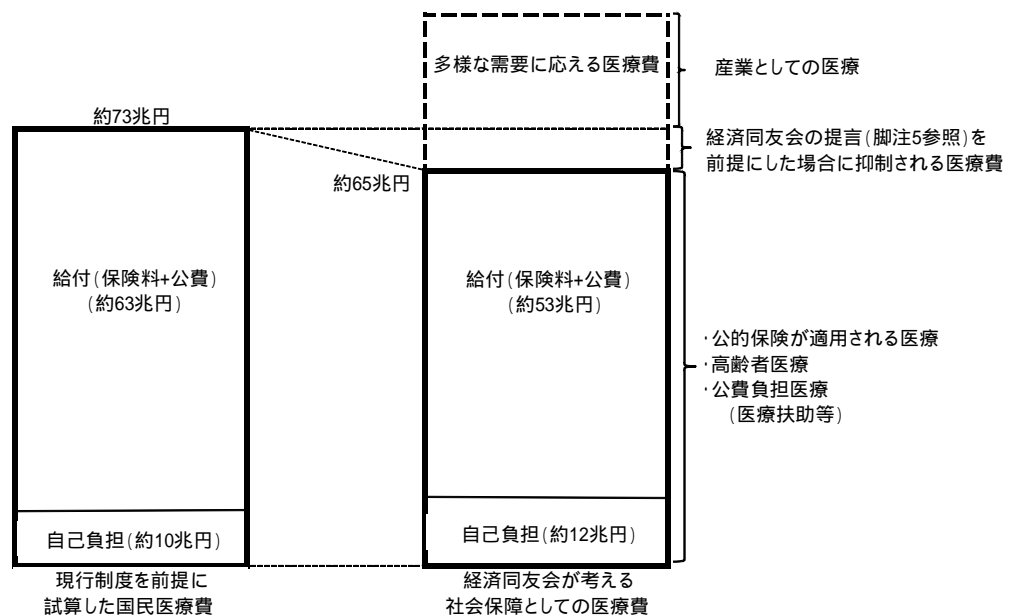 多様な需要に応える医療費
産業としての医療
約73兆円
経済同友会の提言(脚注5参照)を
前提にした場合に抑制される医療費
約65兆円
給付(保険料+公費)
(約63兆円)
給付(保険料+公費)
(約53兆円)
・公的保険が適用される医療
・高齢者医療
・公費負担医療
(医療扶助等)
自己負担(約10兆円)
自己負担(約12兆円)
現行制度を前提に
試算した国民医療費
経済同友会が考える
社会保障としての医療費